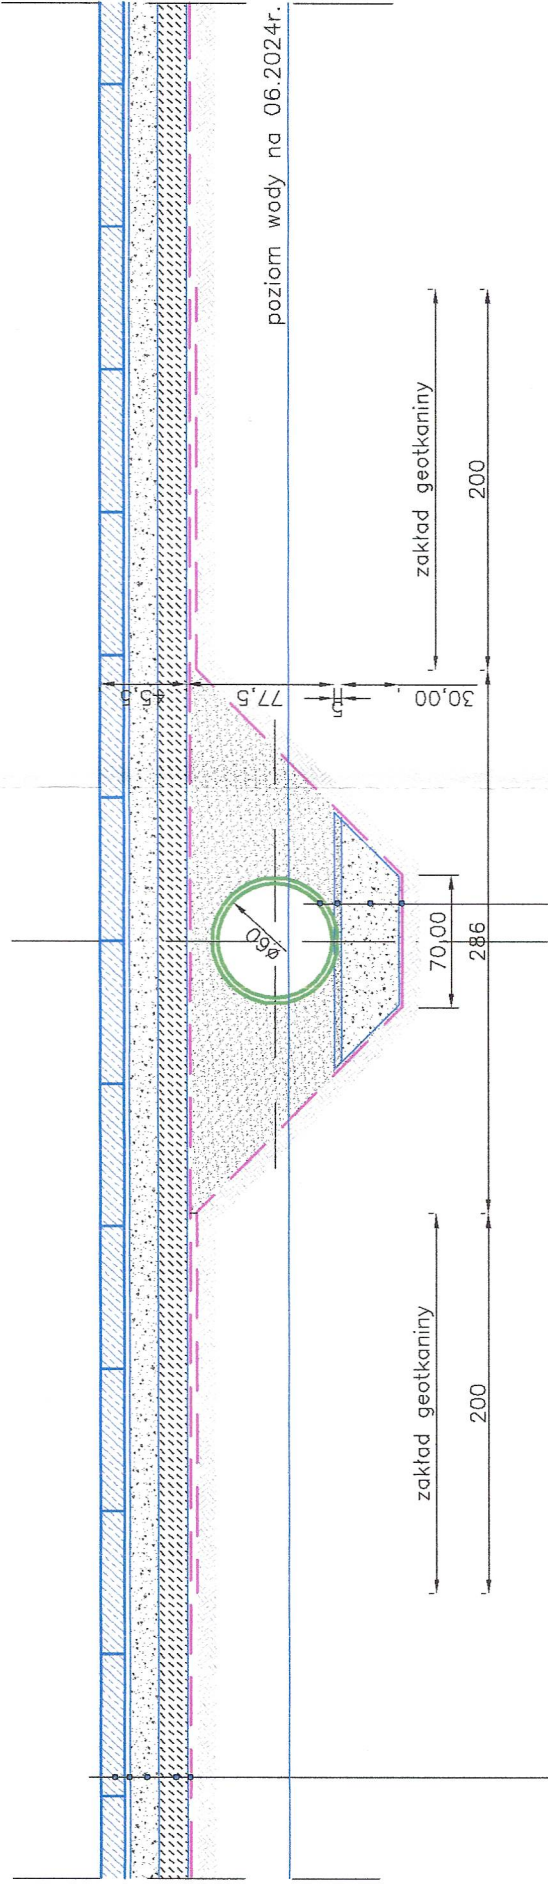 poziom wody na 06.2024r.
zakład geotkaniny
200
45,5
77,5
5
30,00
ø60
70,00
286
zakład geotkaniny
200